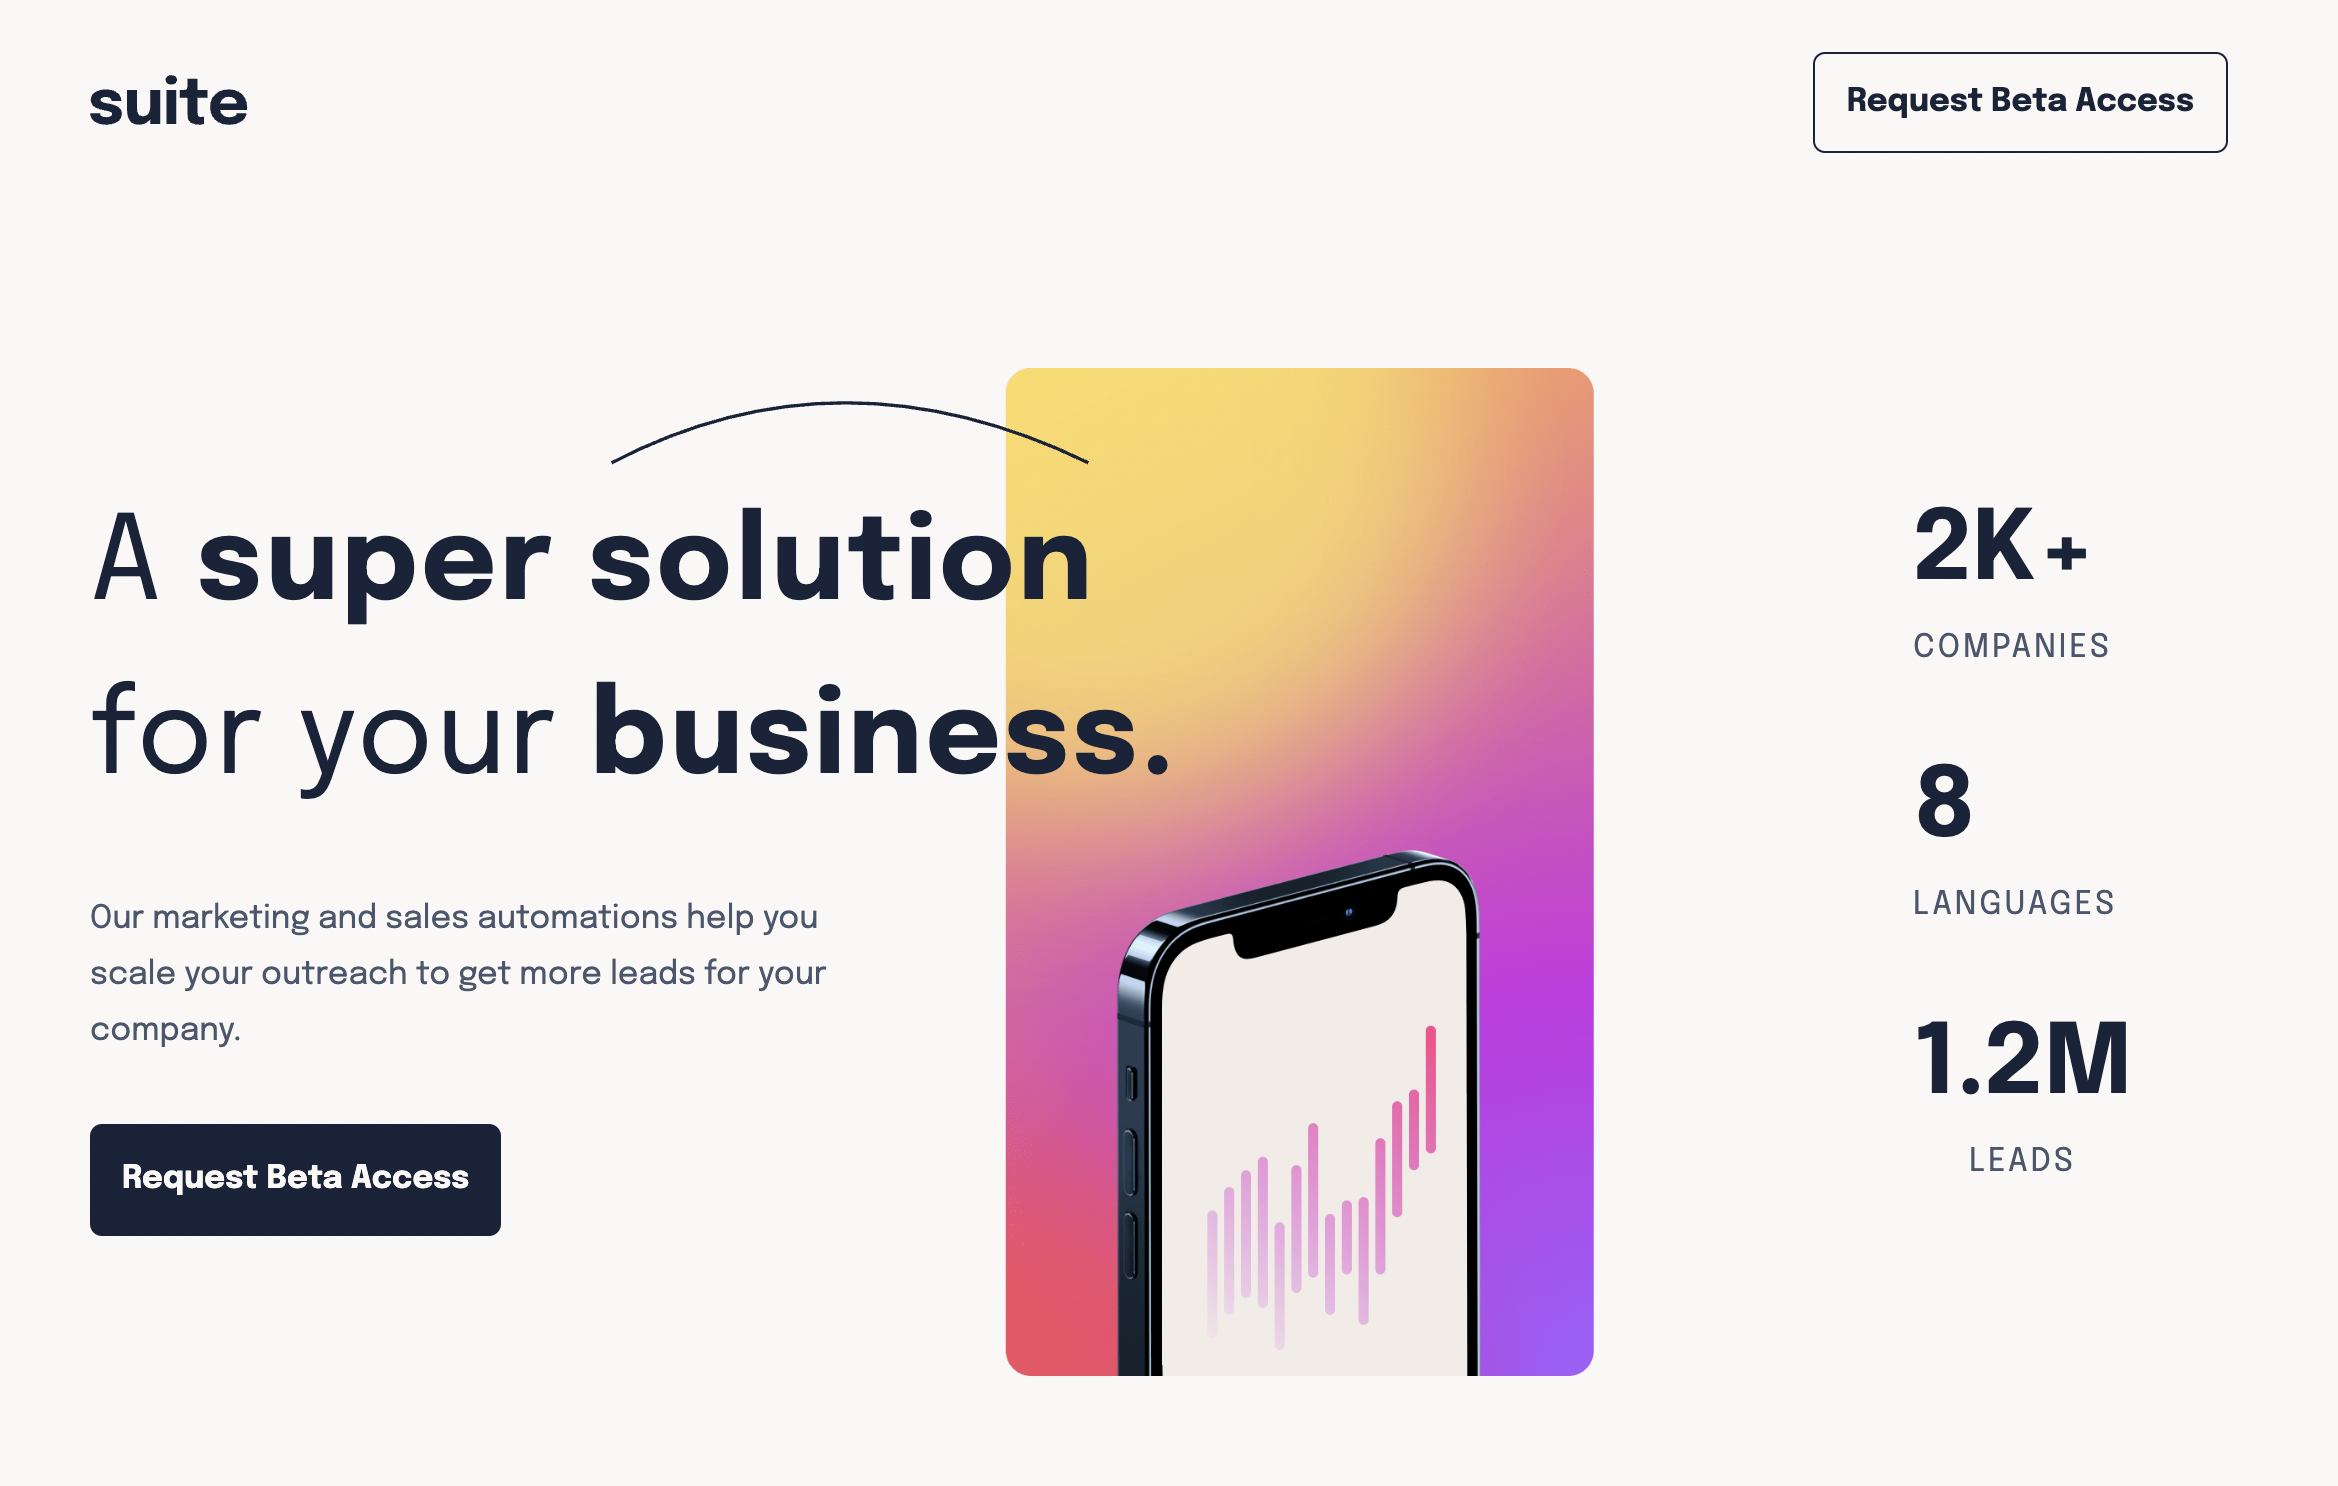 suite
Request Beta Access
A super solution
for your business.
Our marketing and sales automations help you
scale your outreach to get more leads for your
company.
Request Beta Access
2K+
COMPANIES
8
LANGUAGES
1.2M
LEADS